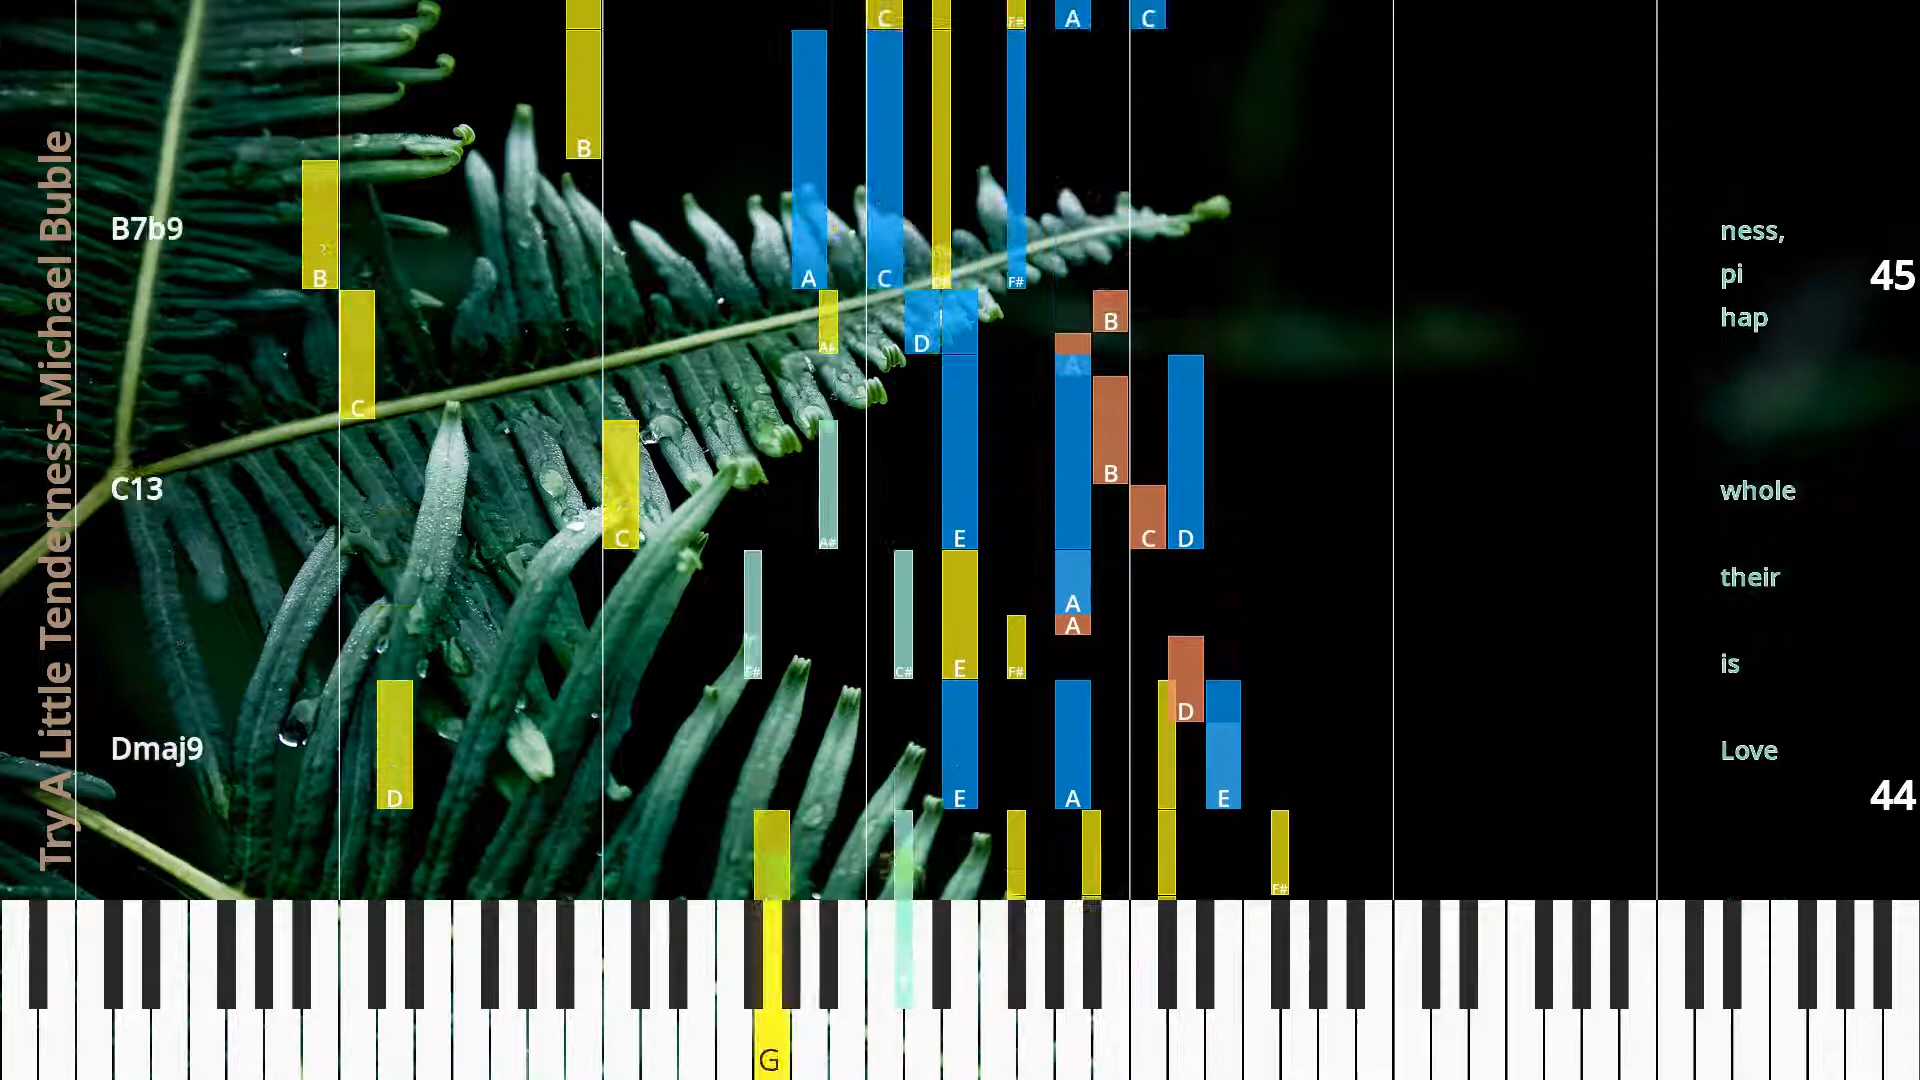 Try A Little Tenderness-Michael Buble
C F# A C
B
B7b9
ness,
pi
hap
45
B A C F#
B
A# D A
C
B
C13
whole
C A# E C D
their
A
A
F# C# E F#
is
D
Dmaj9
Love
D E A E
44
F#
G